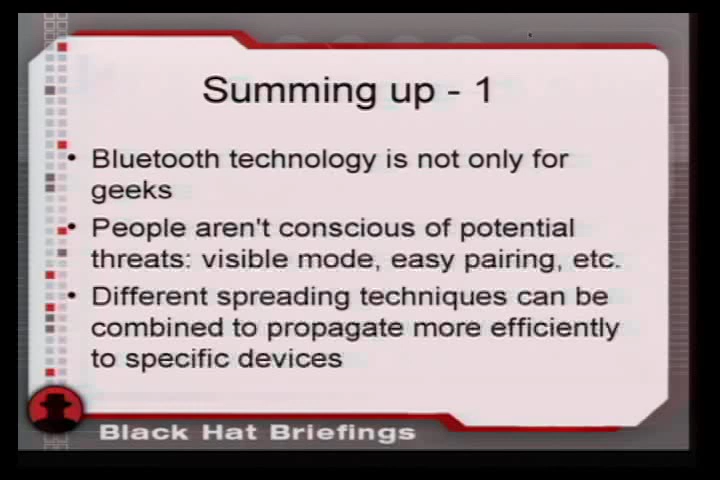 Summing up - 1
• Bluetooth technology is not only for
geeks
• People aren't conscious of potential
threats: visible mode, easy pairing, etc.
• Different spreading techniques can be
combined to propagate more efficiently
to specific devices
Black Hat Briefings